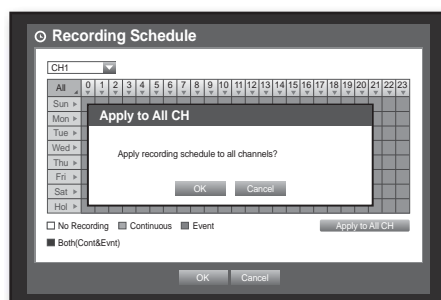 Recording Schedule
CH1
All 0 1 2 3 4 5 6 7 8 9 10 11 12 13 14 15 16 17 18 19 20 21 22 23
Sun
Mon
Apply to All CH
Tue
Wed
Apply recording schedule to all channels?
Thu
Fri
Sat
OK Cancel
Hol
No Recording Continuous Event Apply to All CH
Both(Cont&Evnt)
OK Cancel